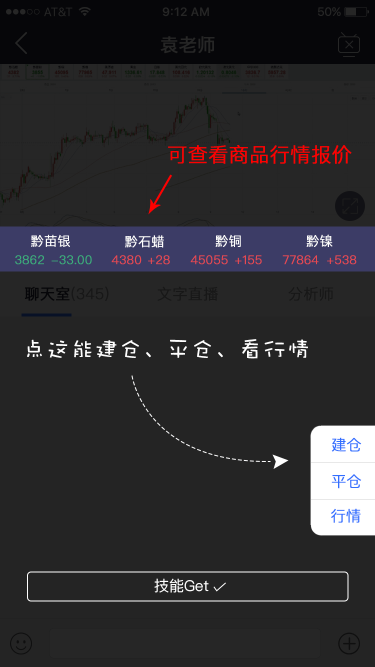 AT&T 9:12 AM 50%
袁老师
可查看商品行情报价
黔苗银 黔石蜡 黔铜 黔镍
3862 -33.00 4380 +28 45055 +155 77864 +538
聊天室(345) 文字直播 分析师
点这能建仓、平仓、看行情
建仓
平仓
行情
技能Get